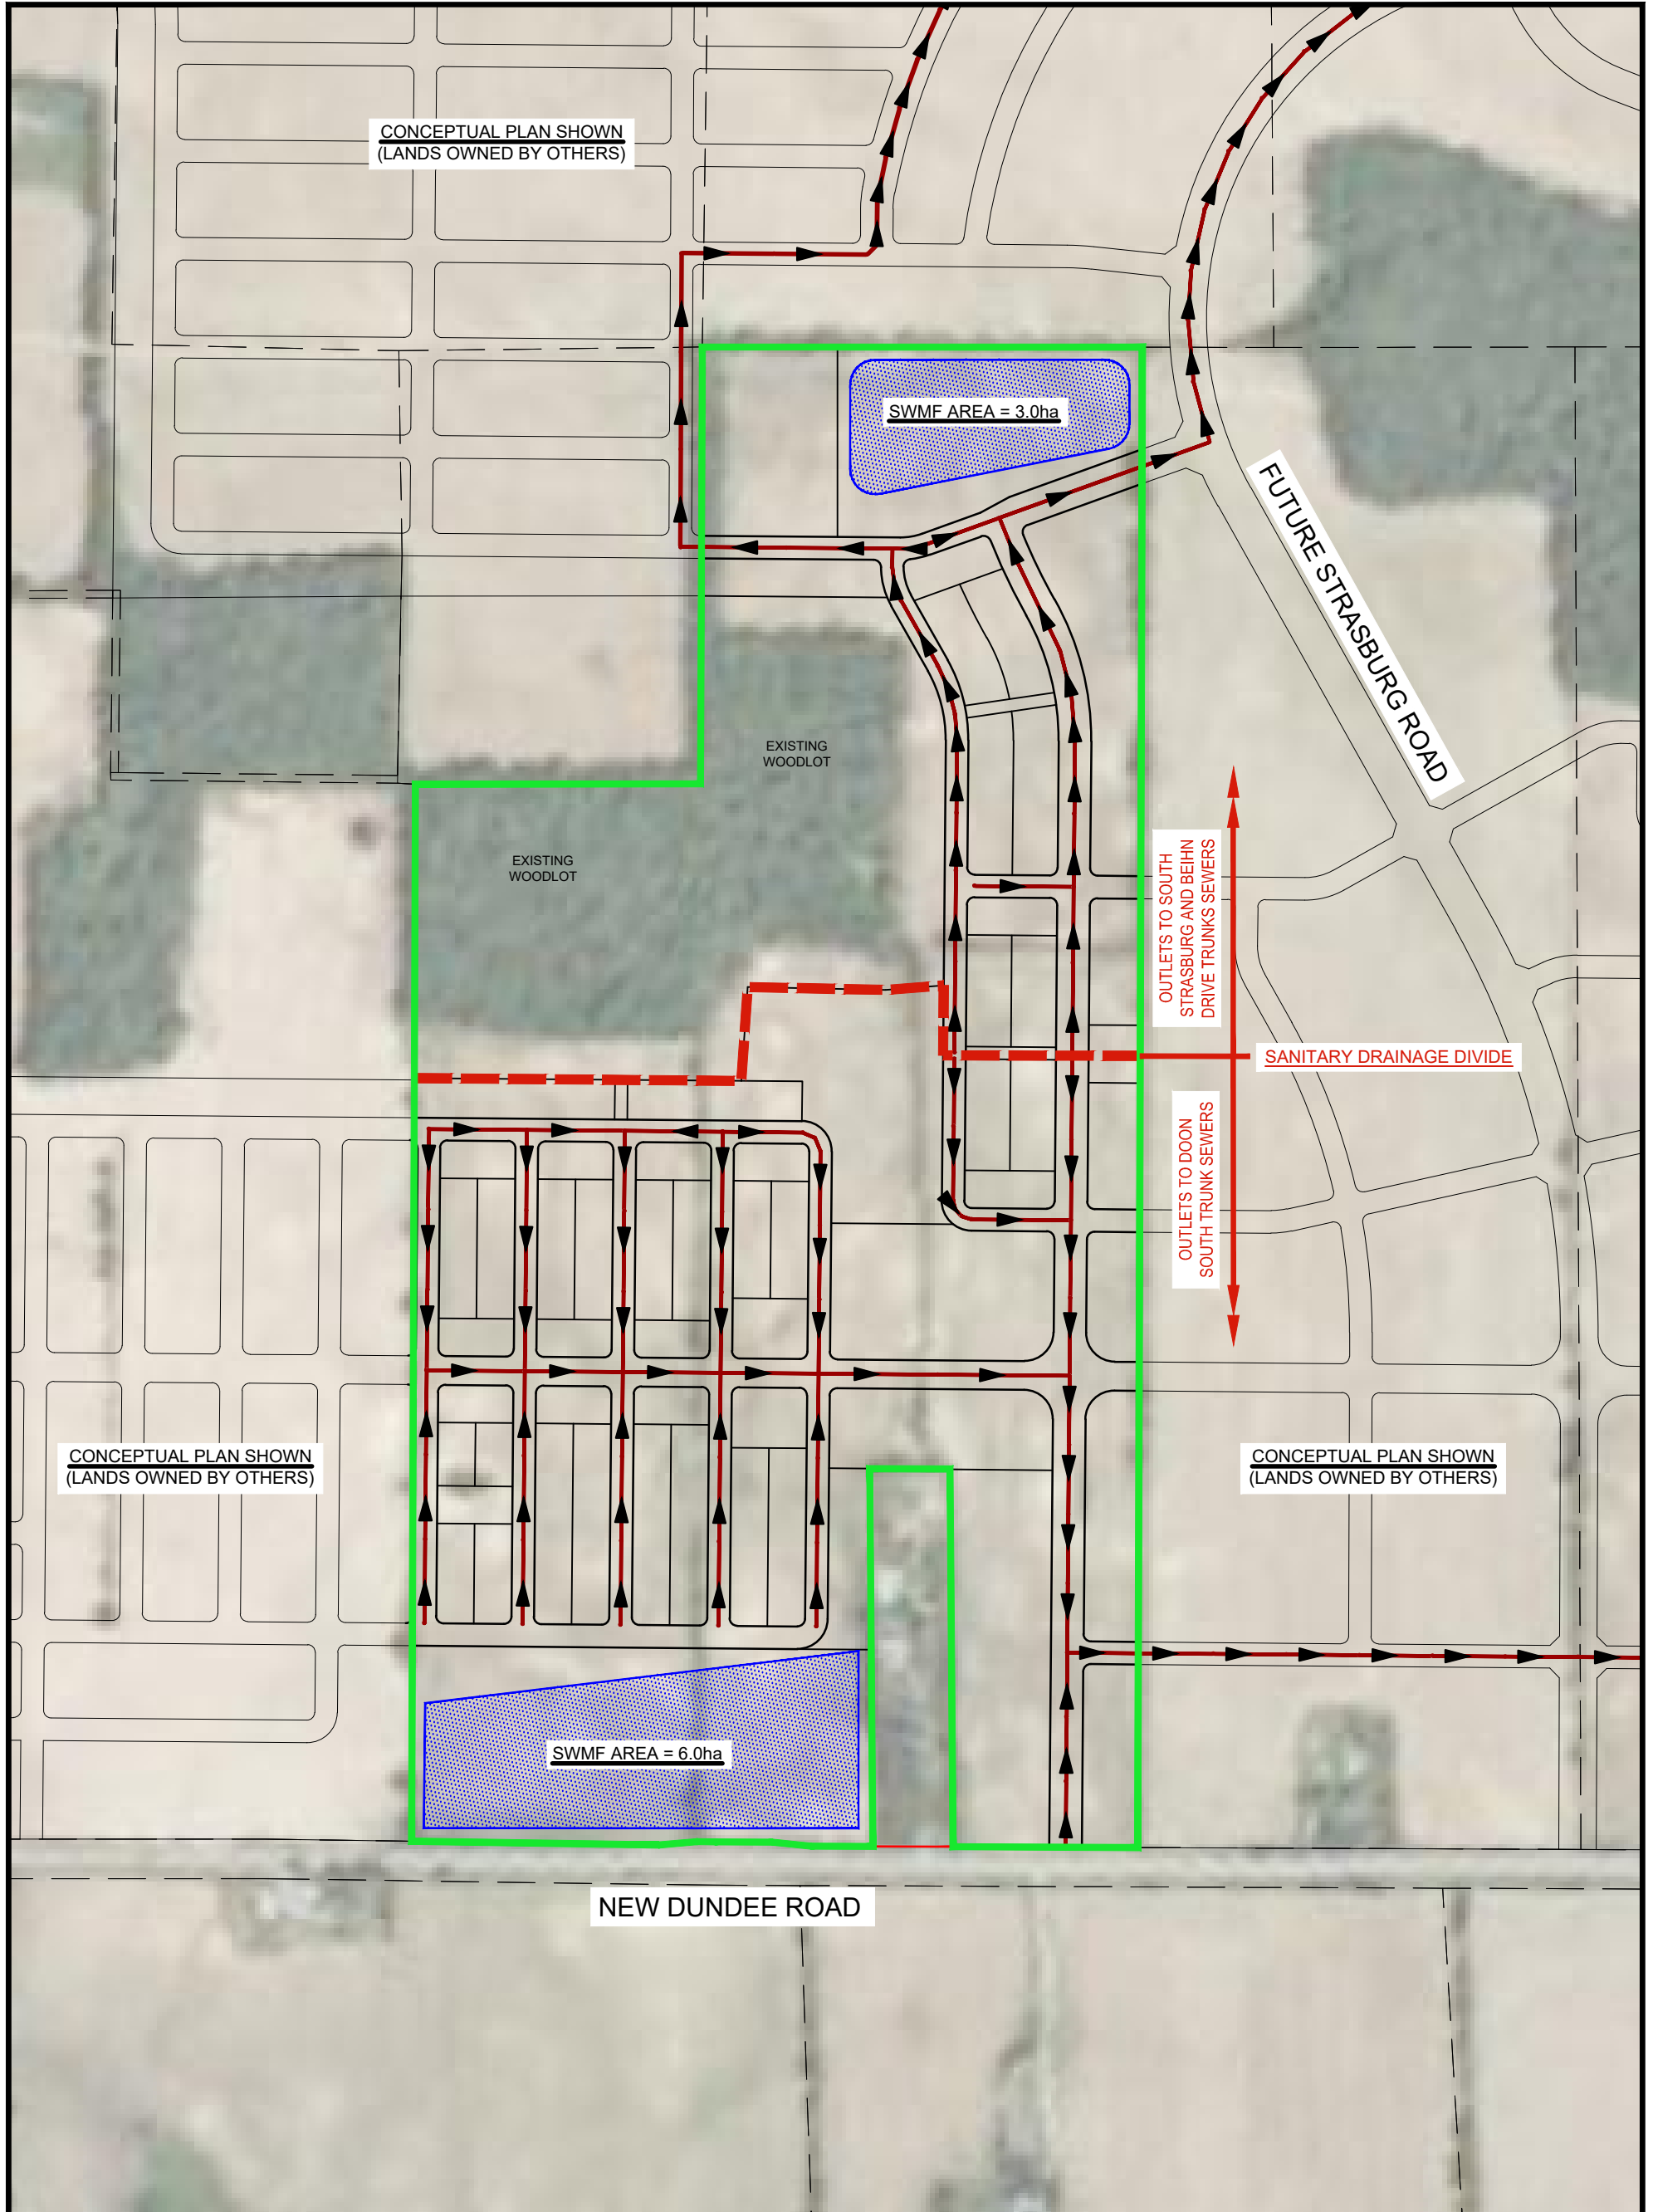 CONCEPTUAL PLAN SHOWN
(LANDS OWNED BY OTHERS)
SWMF AREA = 3.0ha
FUTURE STRASBURG ROAD
EXISTING
WOODLOT
EXISTING
WOODLOT
OUTLETS TO SOUTH
STRASBURG AND BEIHN
DRIVE TRUNKS SEWERS
SANITARY DRAINAGE DIVIDE
OUTLETS TO DOON
SOUTH TRUNK SEWERS
CONCEPTUAL PLAN SHOWN
(LANDS OWNED BY OTHERS)
CONCEPTUAL PLAN SHOWN
(LANDS OWNED BY OTHERS)
SWMF AREA = 6.0ha
NEW DUNDEE ROAD